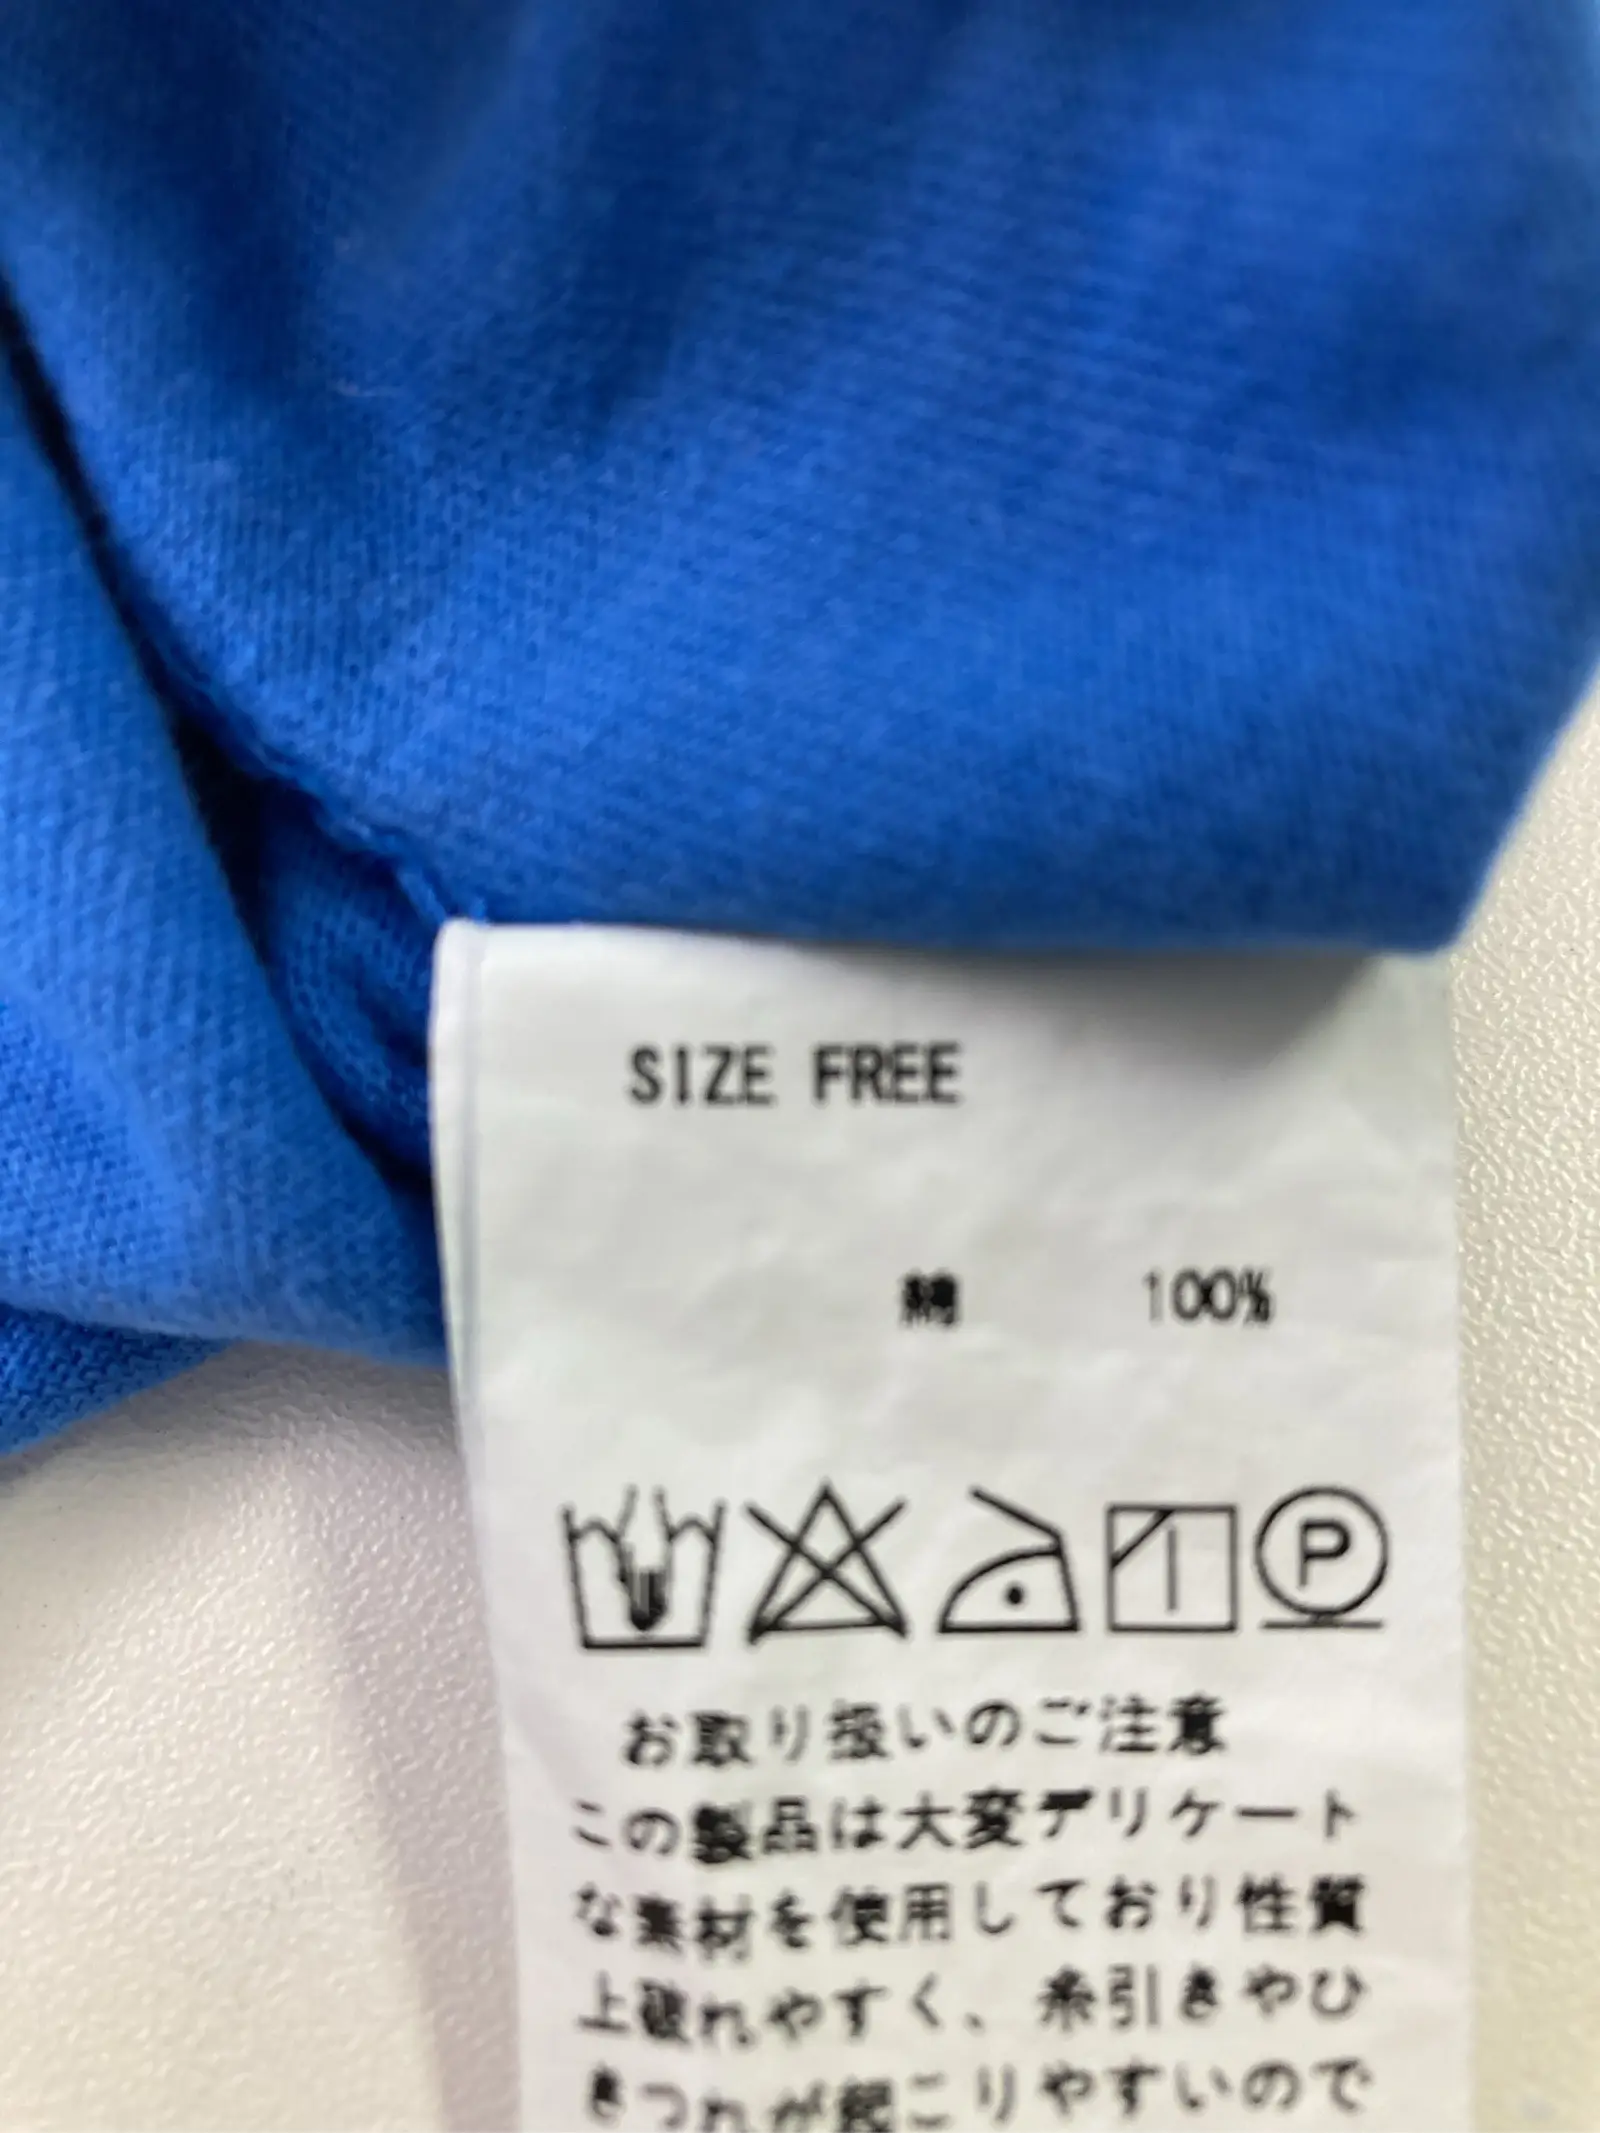 SIZE FREE
綿 100%
P
お取り扱いのご注意
この製品は大変デリケート
な素材を使用しており性質
上破れやすく、糸引きやひ
きつれが起こりやすいので